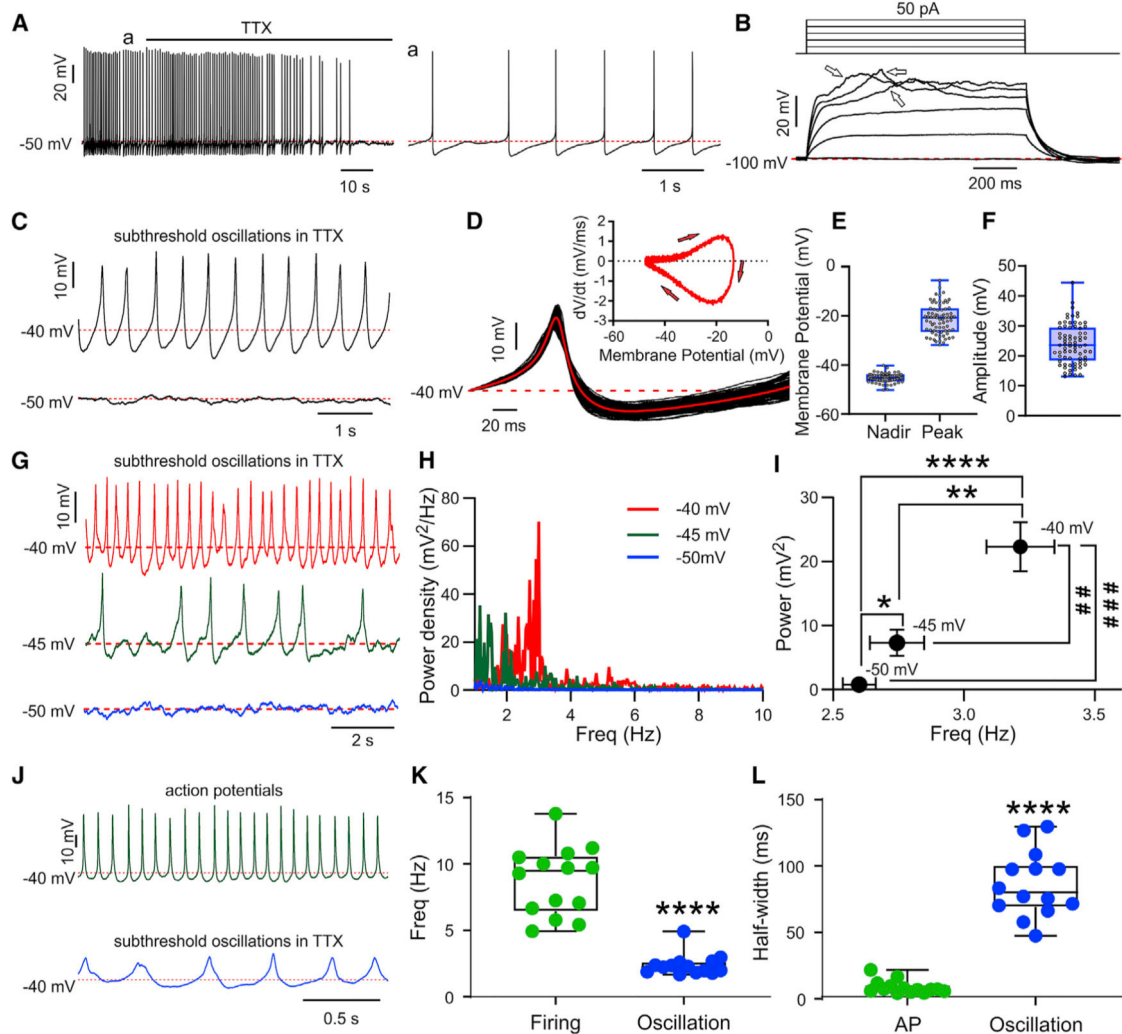 A
a
TTX
20 mV
-50 mV
10 s
a
1 s
B
50 pA
20 mV
-100 mV
200 ms
C
subthreshold oscillations in TTX
10 mV
-40 mV
-50 mV
1 s
D
10 mV
-40 mV
20 ms
dV/dt (mV/ms)
2
1
0
-1
-2
-3
-60 -40 -20 0
Membrane Potential (mV)
E
Membrane Potential (mV)
0
-20
-40
-60
Nadir Peak
F
Amplitude (mV)
50
40
30
20
10
0
G
subthreshold oscillations in TTX
10 mV
-40 mV
-45 mV
-50 mV
2 s
H
Power density (mV²/Hz)
80
60
40
20
0
-40 mV
-45 mV
-50mV
2 4 6 8 10
Freq (Hz)
I
Power (mV²)
30
20
10
0
****
**
*
-40 mV
-45 mV
-50 mV
##
###
2.5 3.0 3.5
Freq (Hz)
J
action potentials
10 mV
-40 mV
subthreshold oscillations in TTX
-40 mV
0.5 s
K
Freq (Hz)
15
10
5
0
****
Firing Oscillation
L
Half-width (ms)
150
100
50
0
****
AP Oscillation